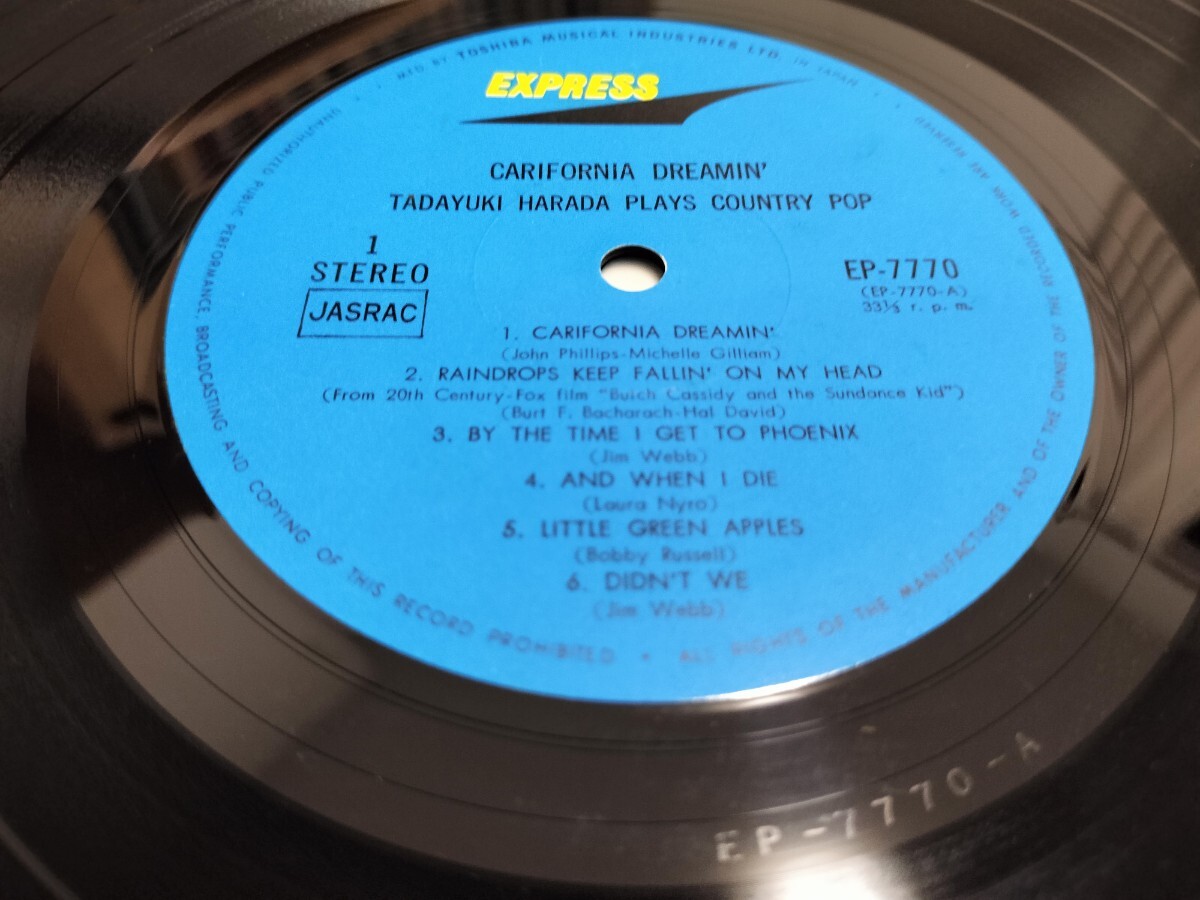 MFD BY TOSHIBA MUSICAL INDUSTRIES LTD. IN JAPAN
EXPRESS
CARIFORNIA DREAMIN'
TADAYUKI HARADA PLAYS COUNTRY POP
1
STEREO
JASRAC
EP-7770
(EP-7770-A)
33⅓ r. p. m.
1. CARIFORNIA DREAMIN'
(John Phillips-Michelle Gilliam)
2. RAINDROPS KEEP FALLIN' ON MY HEAD
(From 20th Century-Fox film "Butch Cassidy and the Sundance Kid")
(Burt F. Bacharach-Hal David)
3. BY THE TIME I GET TO PHOENIX
(Jim Webb)
4. AND WHEN I DIE
(Laura Nyro)
5. LITTLE GREEN APPLES
(Bobby Russell)
6. DIDN'T WE
(Jim Webb)
UNAUTHORIZED PUBLIC PERFORMANCE, BROADCASTING AND COPYING OF THIS RECORD PROHIBITED • ALL RIGHTS OF THE MANUFACTURER AND OF THE OWNER OF THE RECORDED WORK ARE RESERVED
EP-7770-A